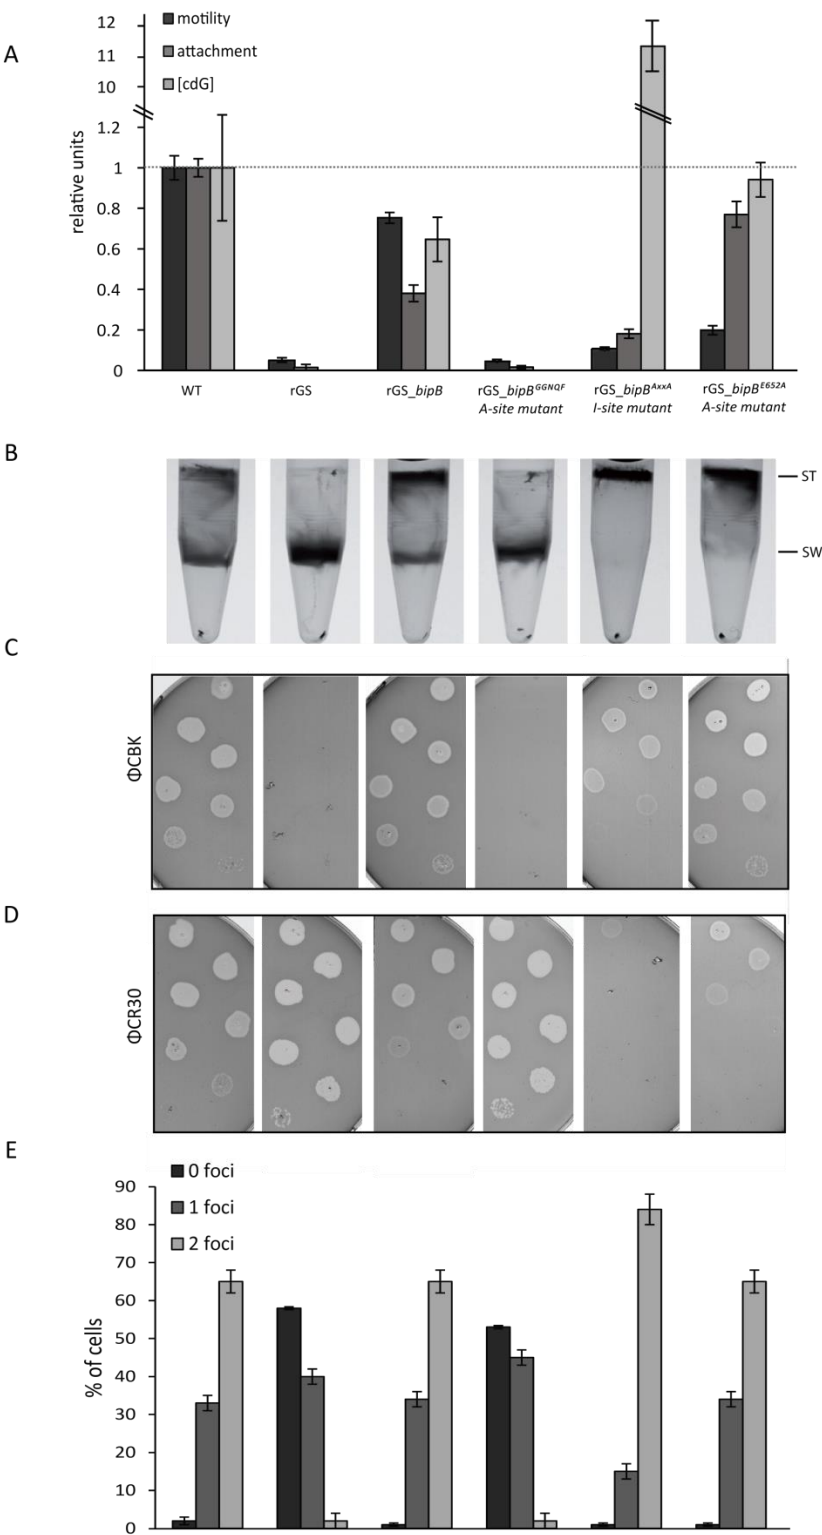 A
motility
attachment
[cdG]
relative units
12
11
10
1.2
1
0.8
0.6
0.4
0.2
0
WT
rGS
rGS_bipB
rGS_bipB^GGNQF
A-site mutant
rGS_bipB^AxxA
I-site mutant
rGS_bipB^E652A
A-site mutant
B
ST
SW
C
ΦCBK
D
ΦCR30
E
0 foci
1 foci
2 foci
% of cells
90
80
70
60
50
40
30
20
10
0